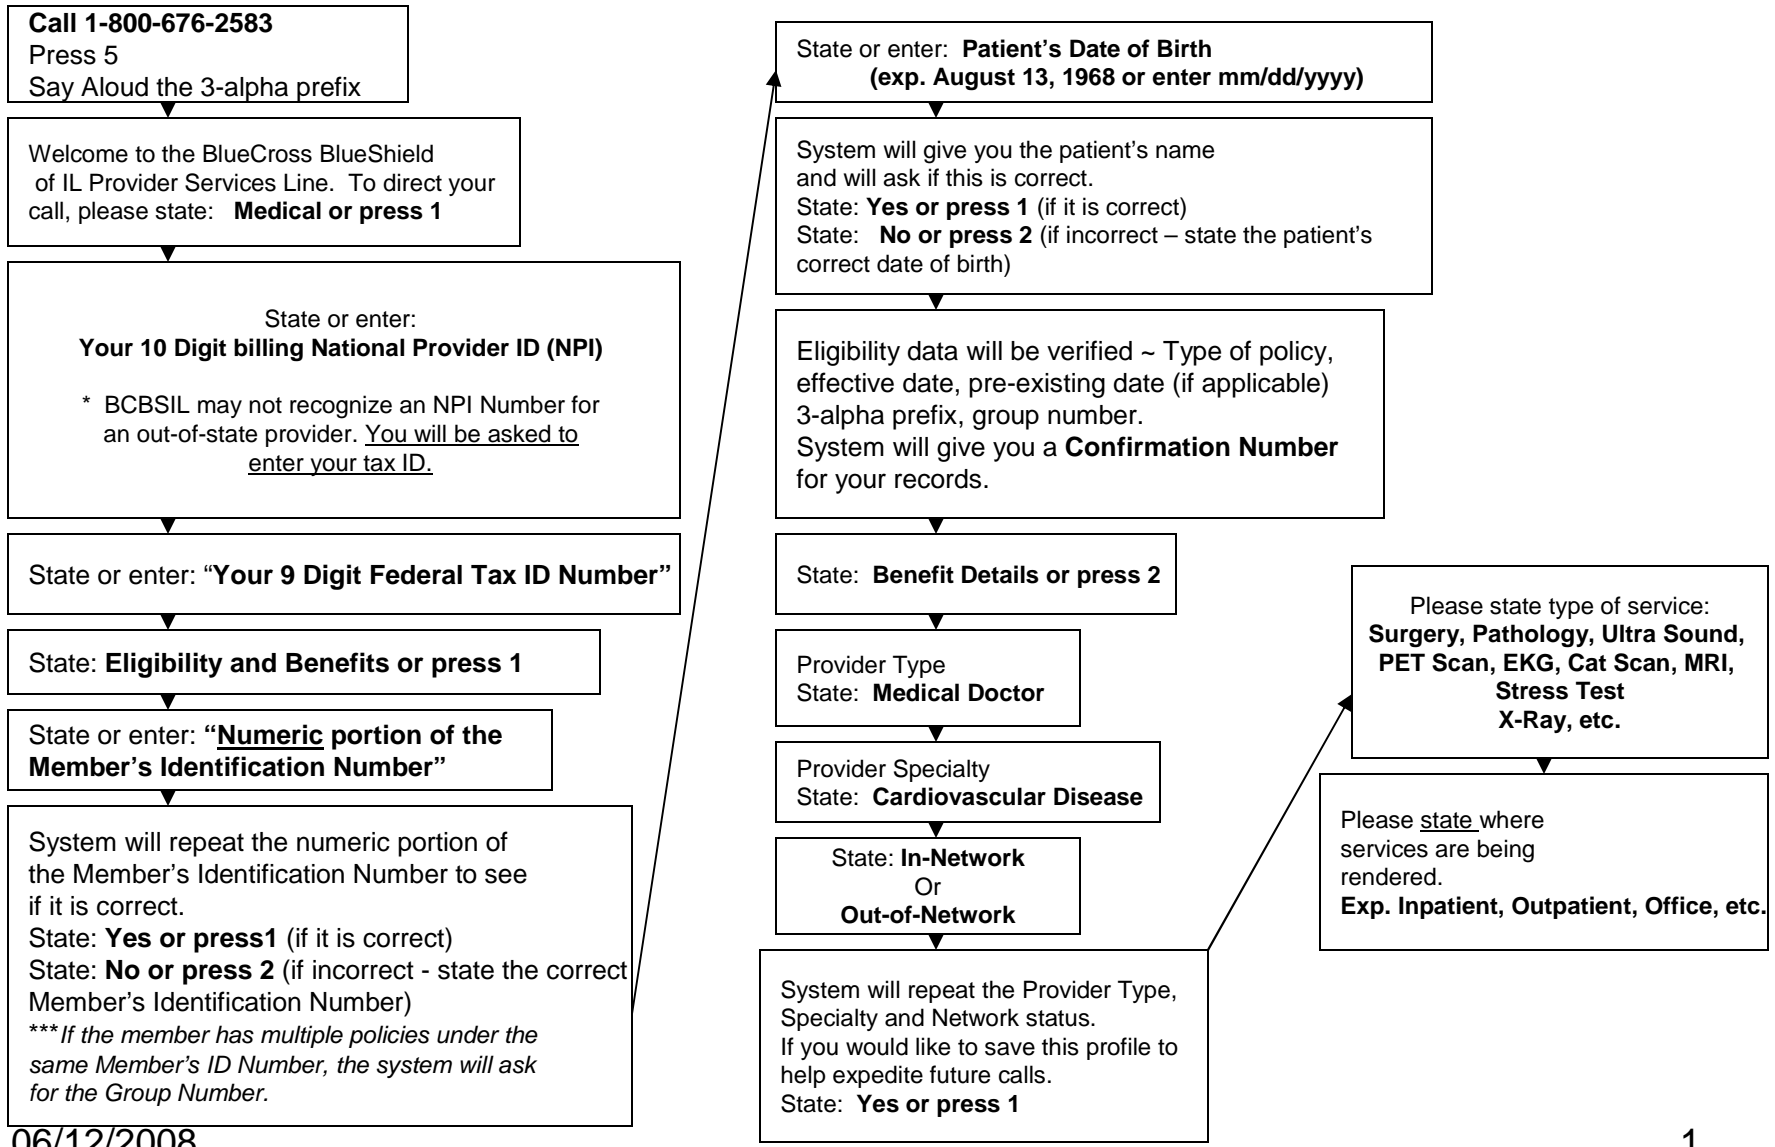 Call 1-800-676-2583
Press 5
Say Aloud the 3-alpha prefix
Welcome to the BlueCross BlueShield
of IL Provider Services Line. To direct your
call, please state: Medical or press 1
State or enter:
Your 10 Digit billing National Provider ID (NPI)
* BCBSIL may not recognize an NPI Number for
an out-of-state provider. You will be asked to
enter your tax ID.
State or enter: “Your 9 Digit Federal Tax ID Number”
State: Eligibility and Benefits or press 1
State or enter: “Numeric portion of the
Member’s Identification Number”
System will repeat the numeric portion of
the Member’s Identification Number to see
if it is correct.
State: Yes or press1 (if it is correct)
State: No or press 2 (if incorrect - state the correct
Member’s Identification Number)
***If the member has multiple policies under the
same Member’s ID Number, the system will ask
for the Group Number.
State or enter: Patient’s Date of Birth
(exp. August 13, 1968 or enter mm/dd/yyyy)
System will give you the patient’s name
and will ask if this is correct.
State: Yes or press 1 (if it is correct)
State: No or press 2 (if incorrect – state the patient’s
correct date of birth)
Eligibility data will be verified ~ Type of policy,
effective date, pre-existing date (if applicable)
3-alpha prefix, group number.
System will give you a Confirmation Number
for your records.
State: Benefit Details or press 2
Provider Type
State: Medical Doctor
Provider Specialty
State: Cardiovascular Disease
State: In-Network
Or
Out-of-Network
System will repeat the Provider Type,
Specialty and Network status.
If you would like to save this profile to
help expedite future calls.
State: Yes or press 1
Please state type of service:
Surgery, Pathology, Ultra Sound,
PET Scan, EKG, Cat Scan, MRI,
Stress Test
X-Ray, etc.
Please state where
services are being
rendered.
Exp. Inpatient, Outpatient, Office, etc.
06/12/2008
1